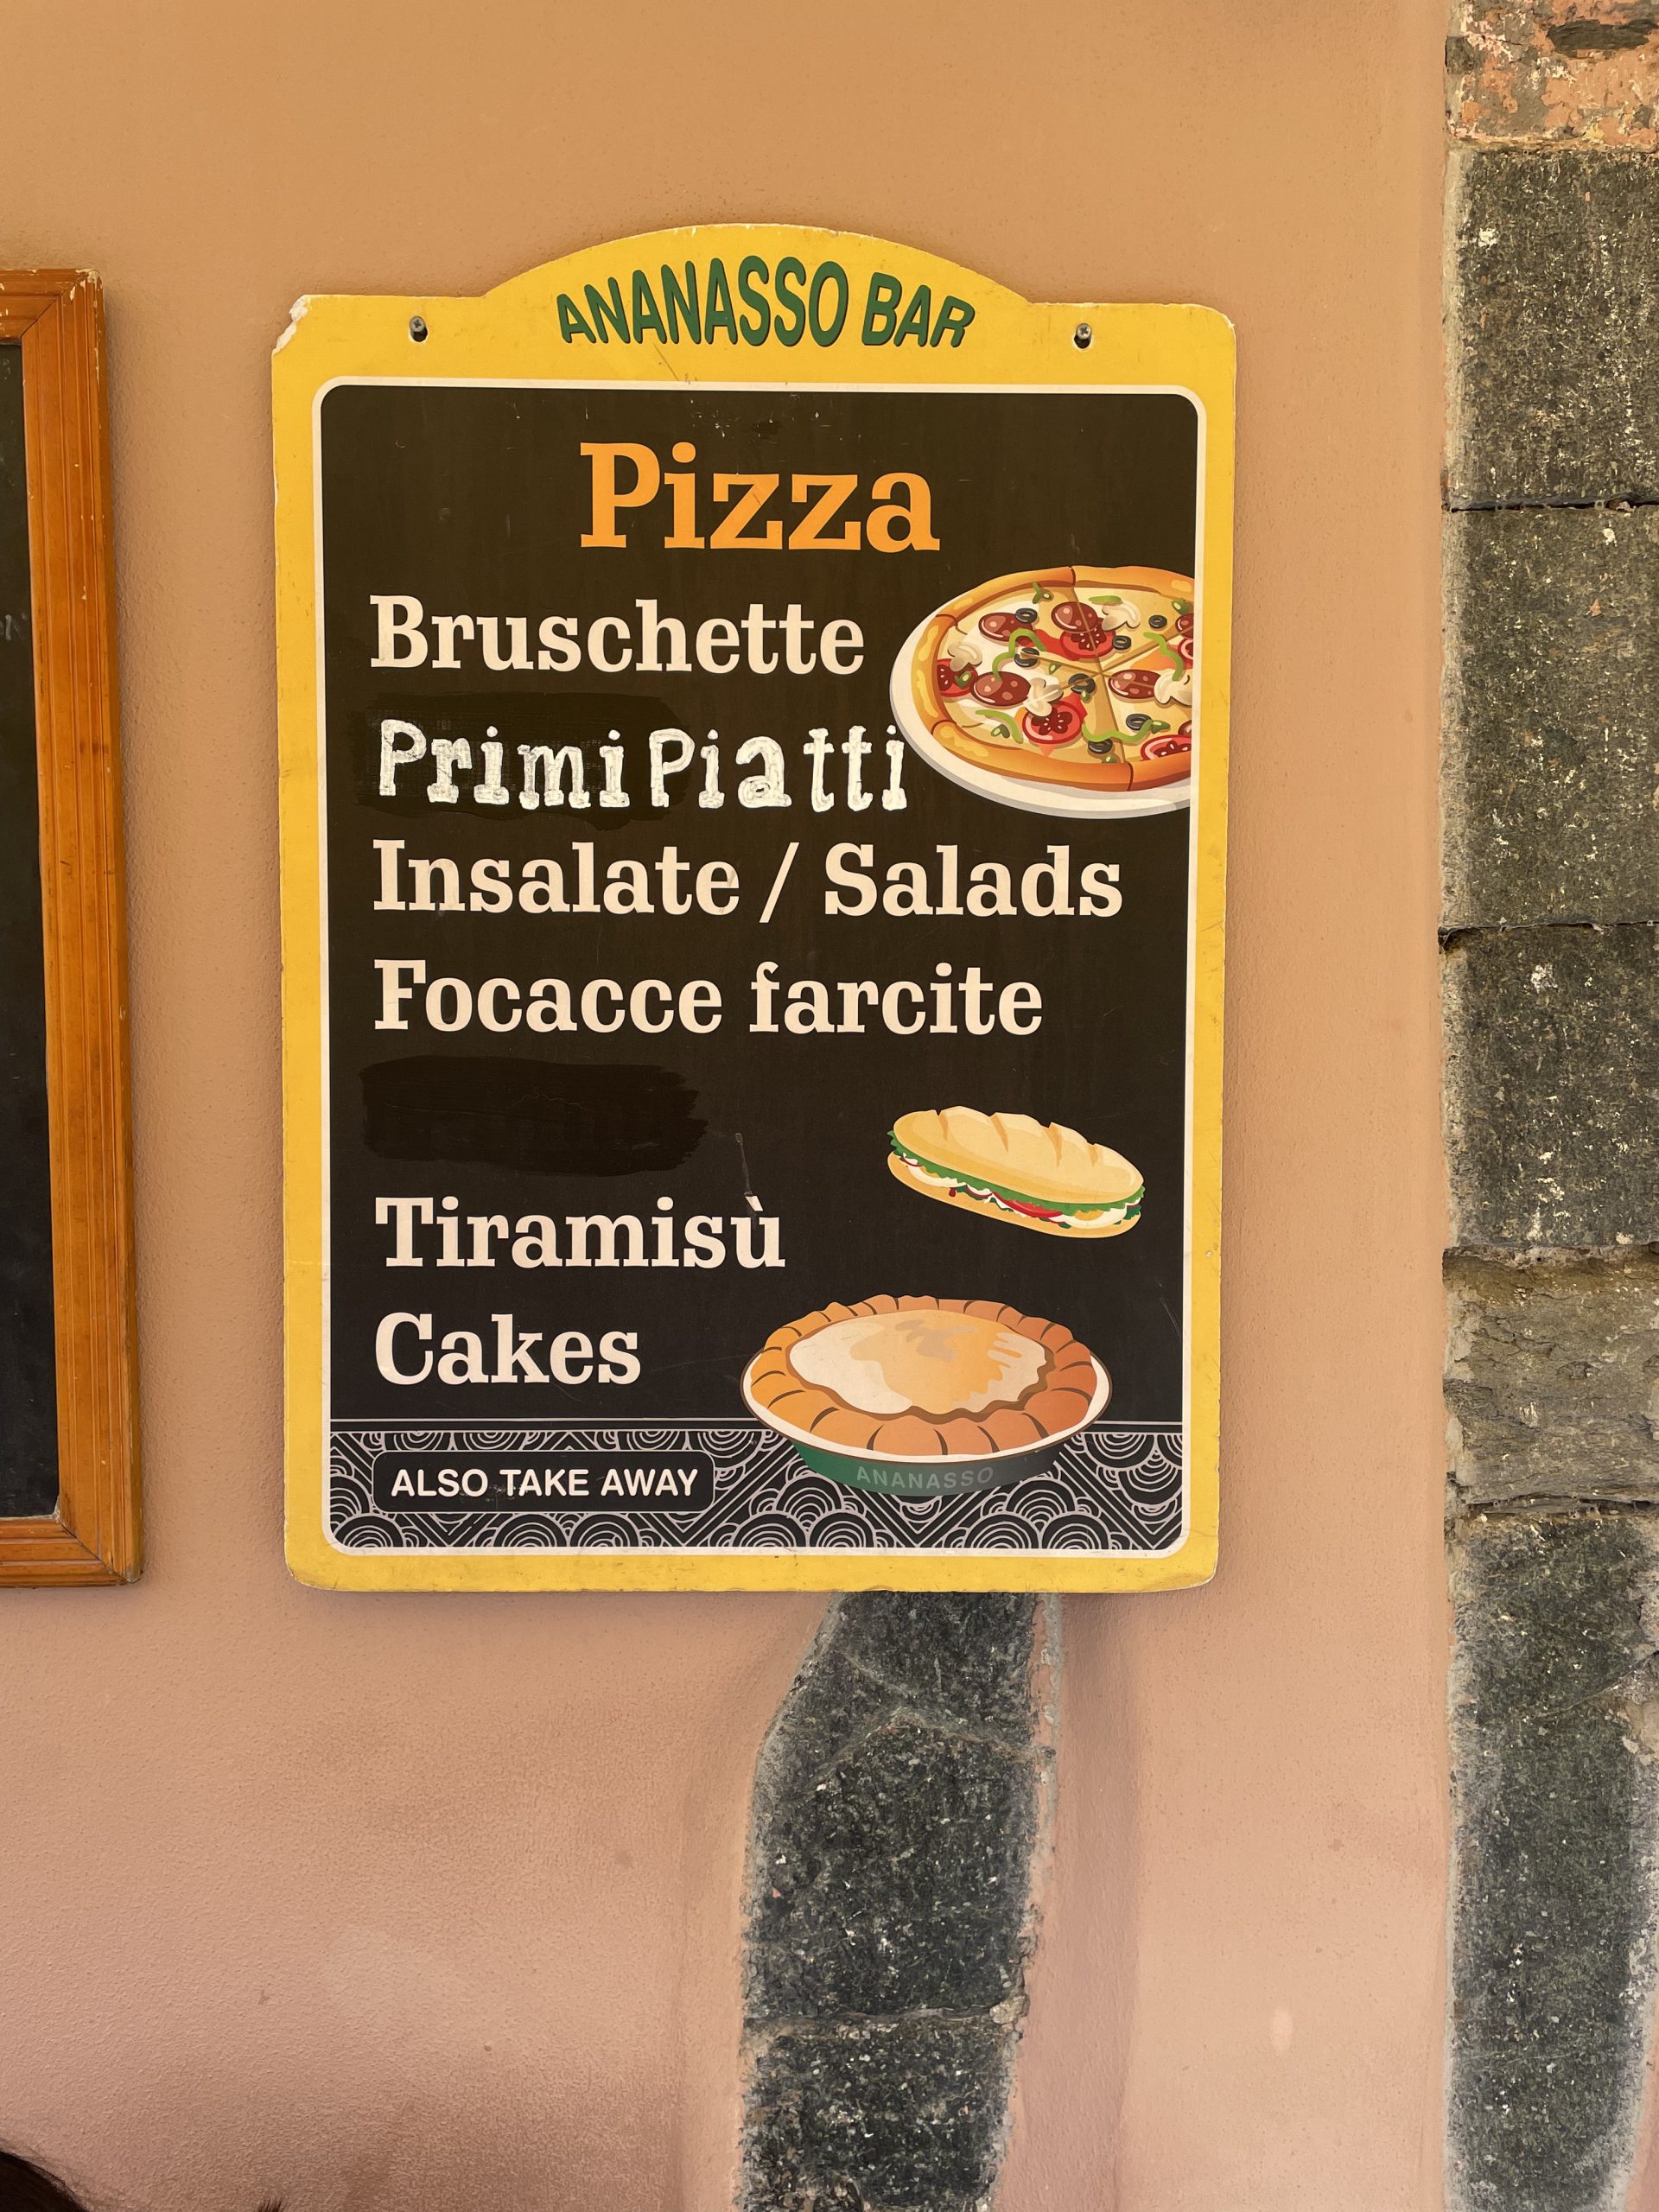 ANANASSO BAR
Pizza
Bruschette
Primi Piatti
Insalate / Salads
Focacce farcite
Tiramisù
Cakes
ANANASSO
ALSO TAKE AWAY